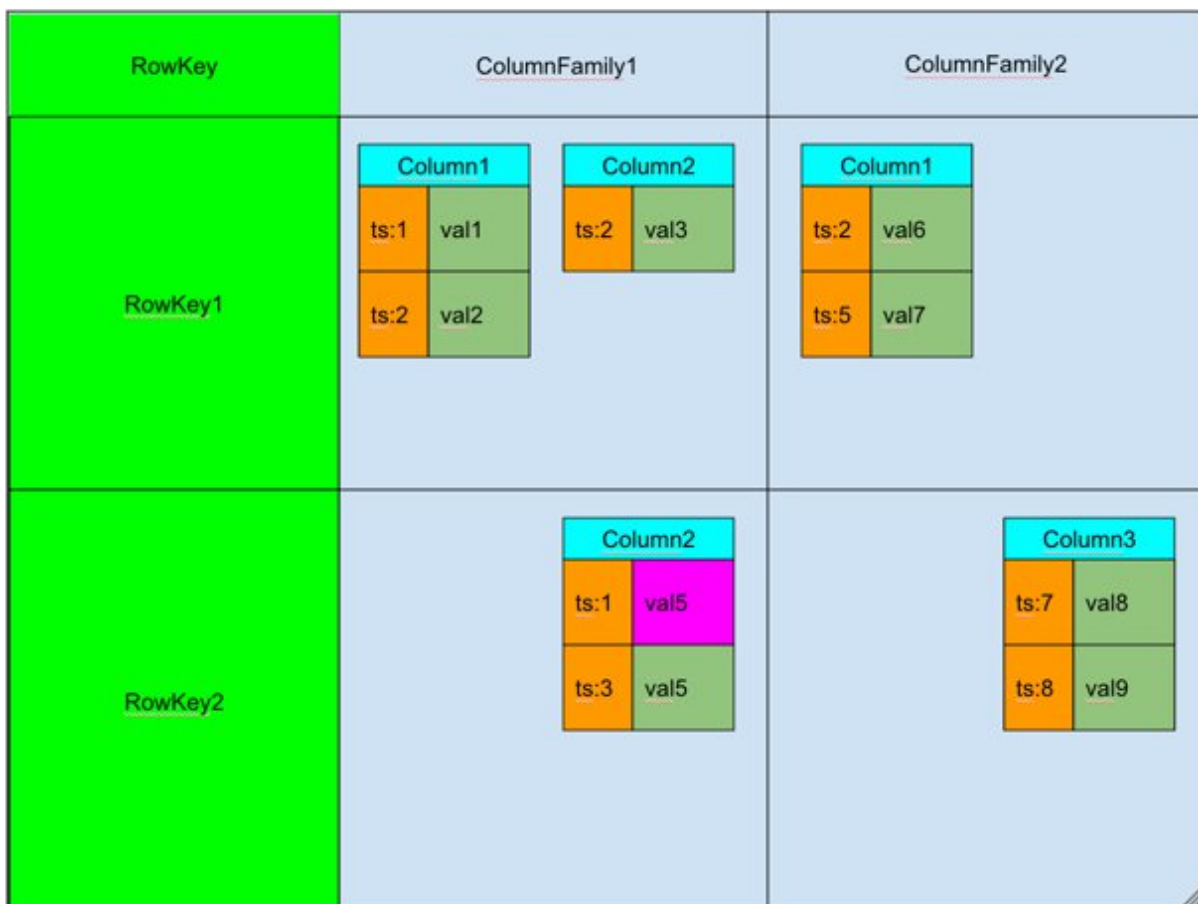 RowKey
ColumnFamily1
ColumnFamily2
RowKey1
Column1
ts:1 val1
ts:2 val2
Column2
ts:2 val3
Column1
ts:2 val6
ts:5 val7
RowKey2
Column2
ts:1 val5
ts:3 val5
Column3
ts:7 val8
ts:8 val9